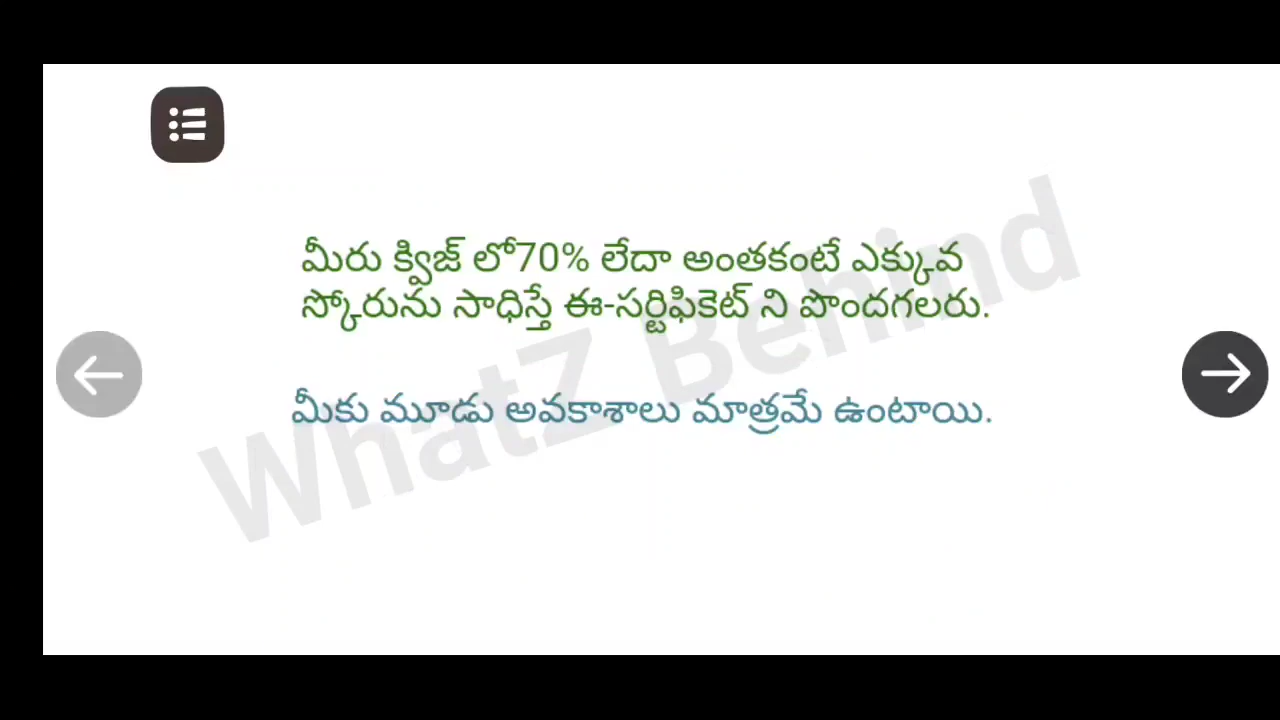 మీరు క్విజ్ లో70% లేదా అంతకంటే ఎక్కువ
స్కోరును సాధిస్తే ఈ-సర్టిఫికెట్ ని పొందగలరు.
మీకు మూడు అవకాశాలు మాత్రమే ఉంటాయి.
WhatZ Behind